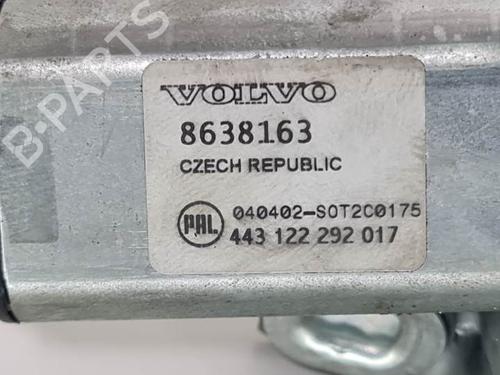 VOLVO
8638163
CZECH REPUBLIC
PAL 040402-S0T2C0175
443 122 292 017
B-PARTS